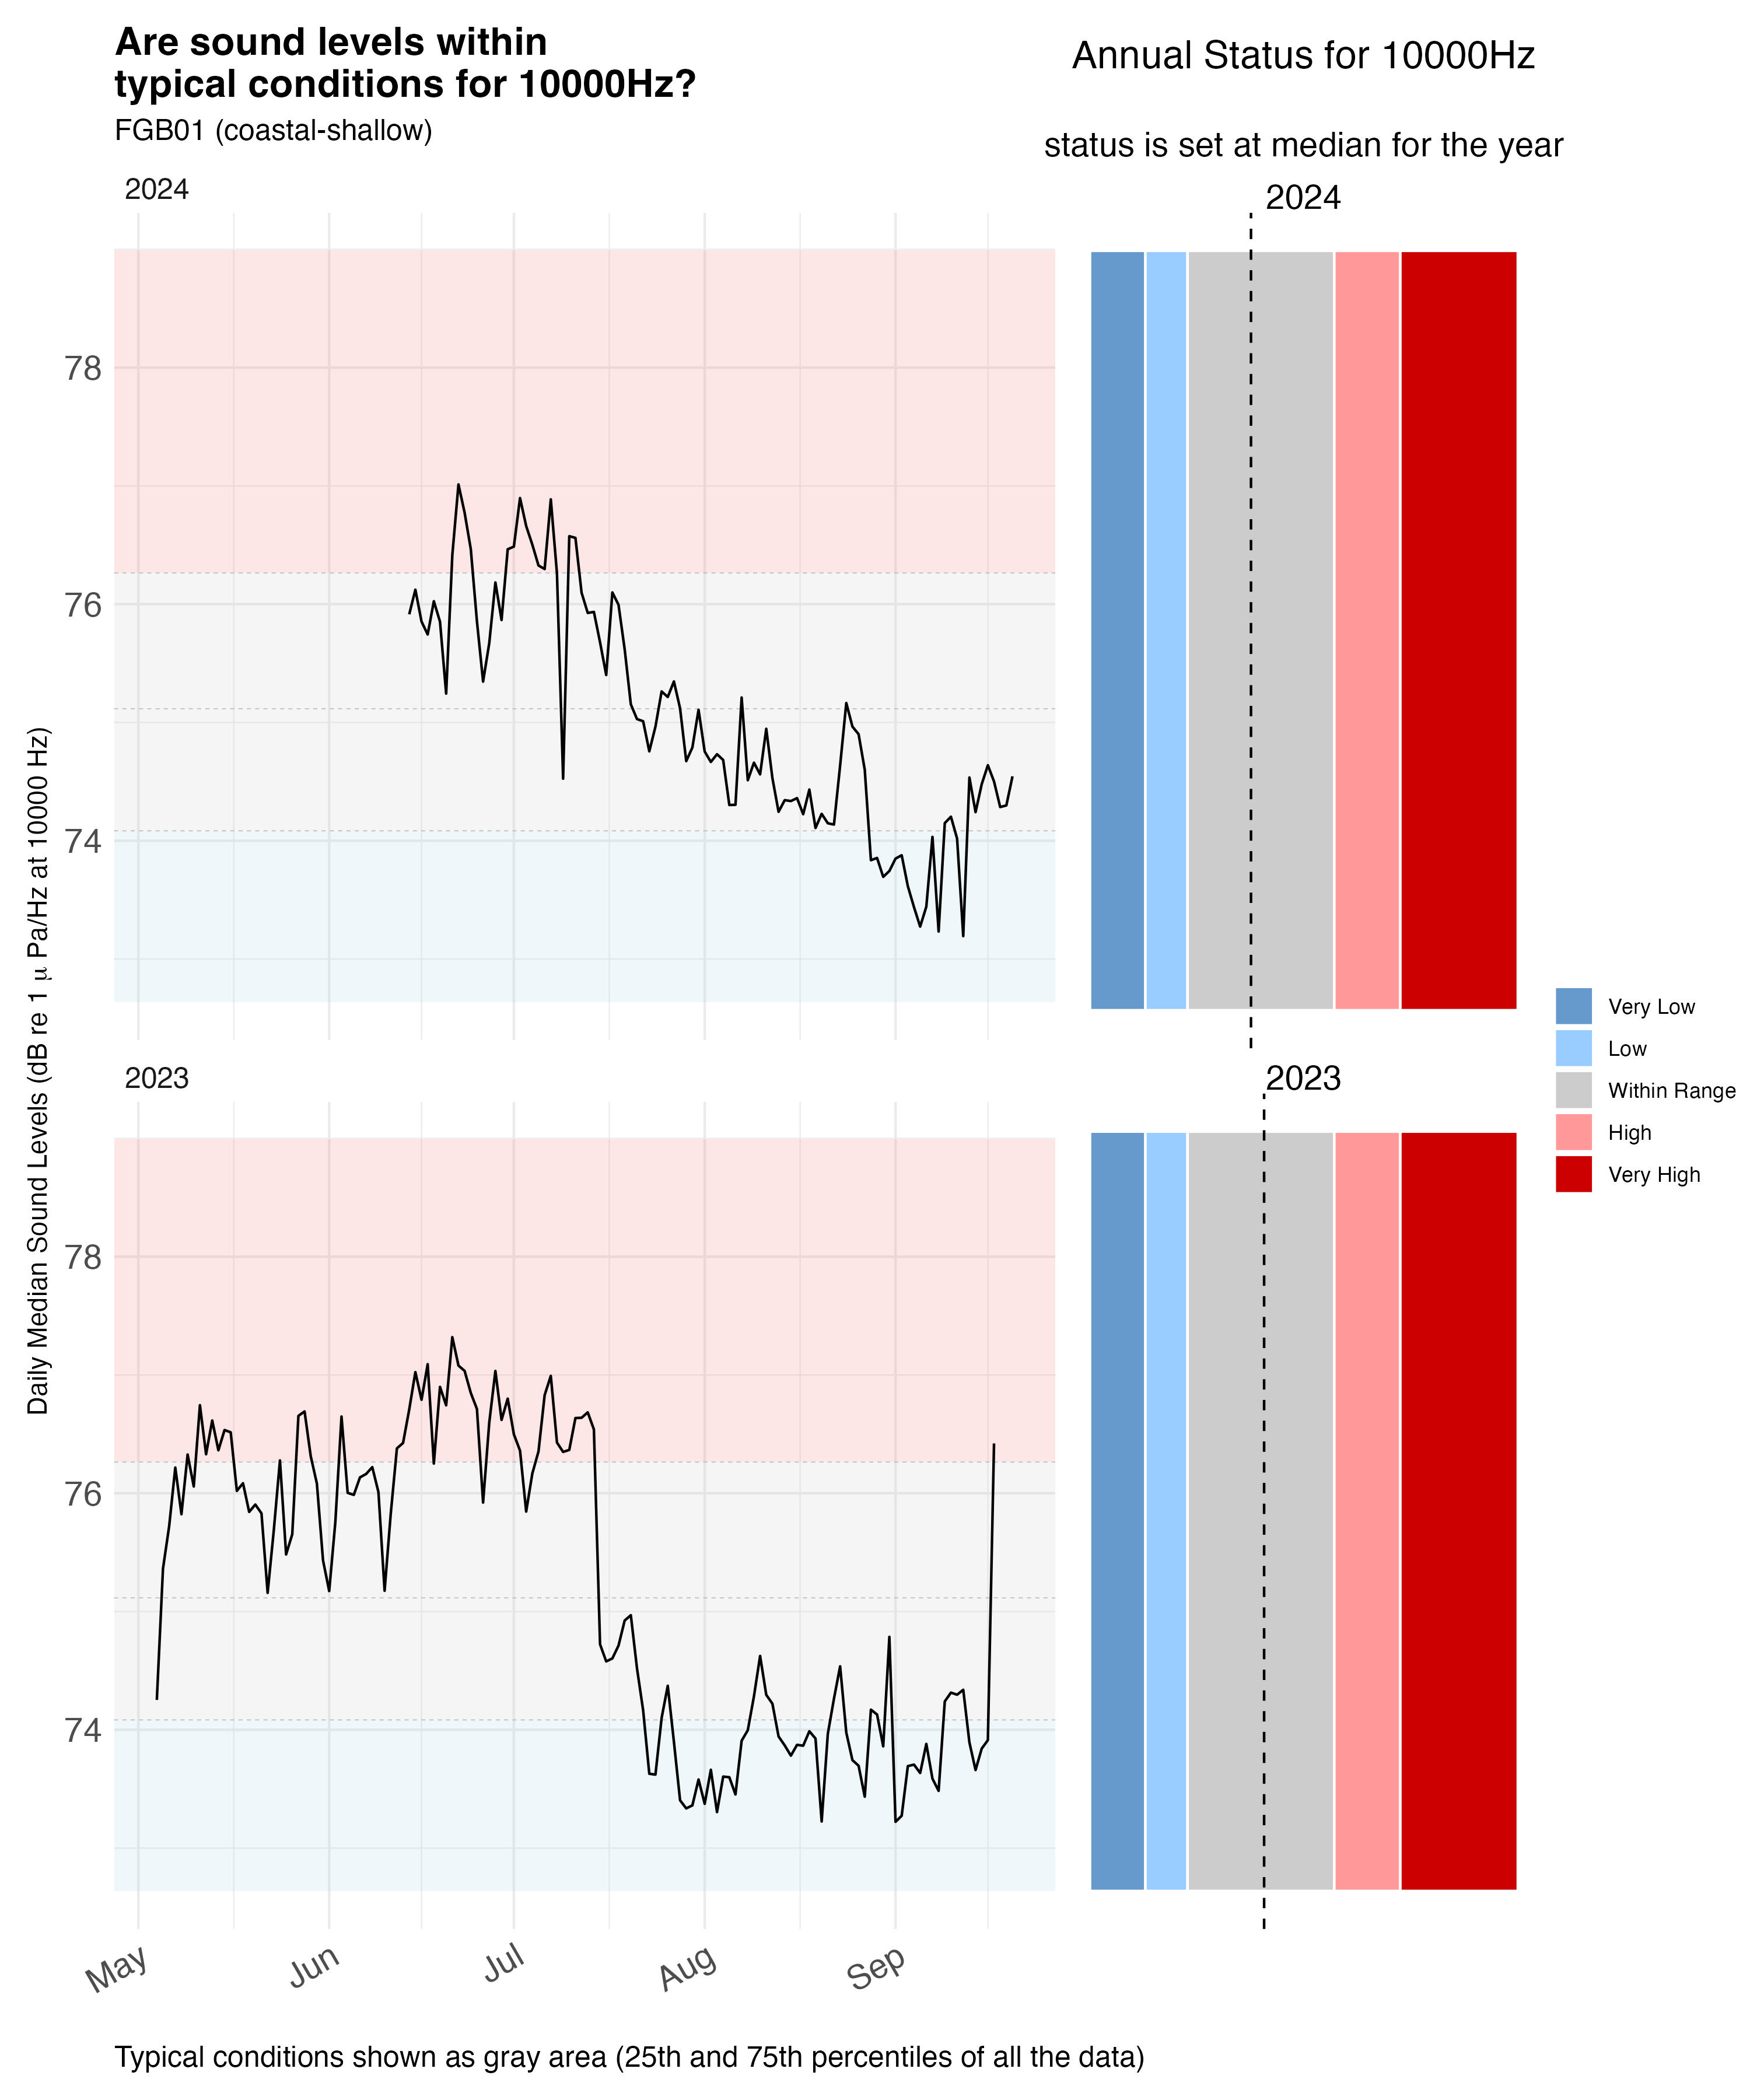 Are sound levels within
typical conditions for 10000Hz?
FGB01 (coastal-shallow)
Annual Status for 10000Hz
status is set at median for the year
2024
2024
78
76
74
Daily Median Sound Levels (dB re 1 μ Pa/Hz at 10000 Hz)
Very Low
Low
Within Range
High
Very High
2023
2023
78
76
74
May
Jun
Jul
Aug
Sep
Typical conditions shown as gray area (25th and 75th percentiles of all the data)